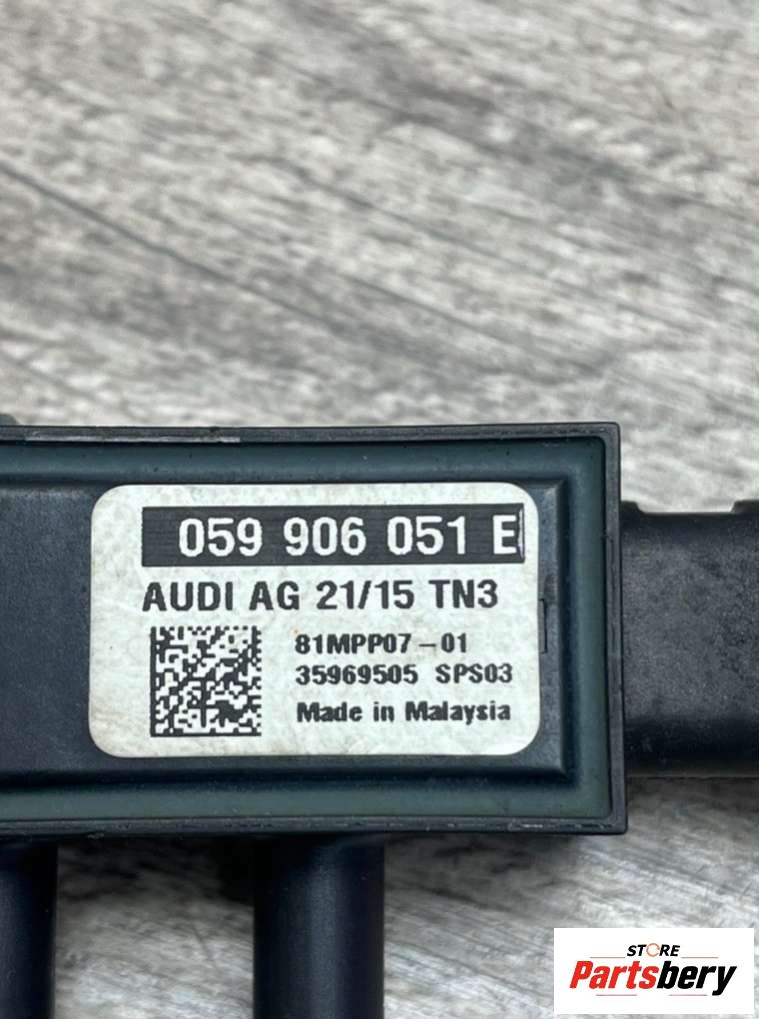 059 906 051 E
AUDI AG 21/15 TN3
81MPP07-01
35969505 SPS03
Made in Malaysia
STORE
Partsbery